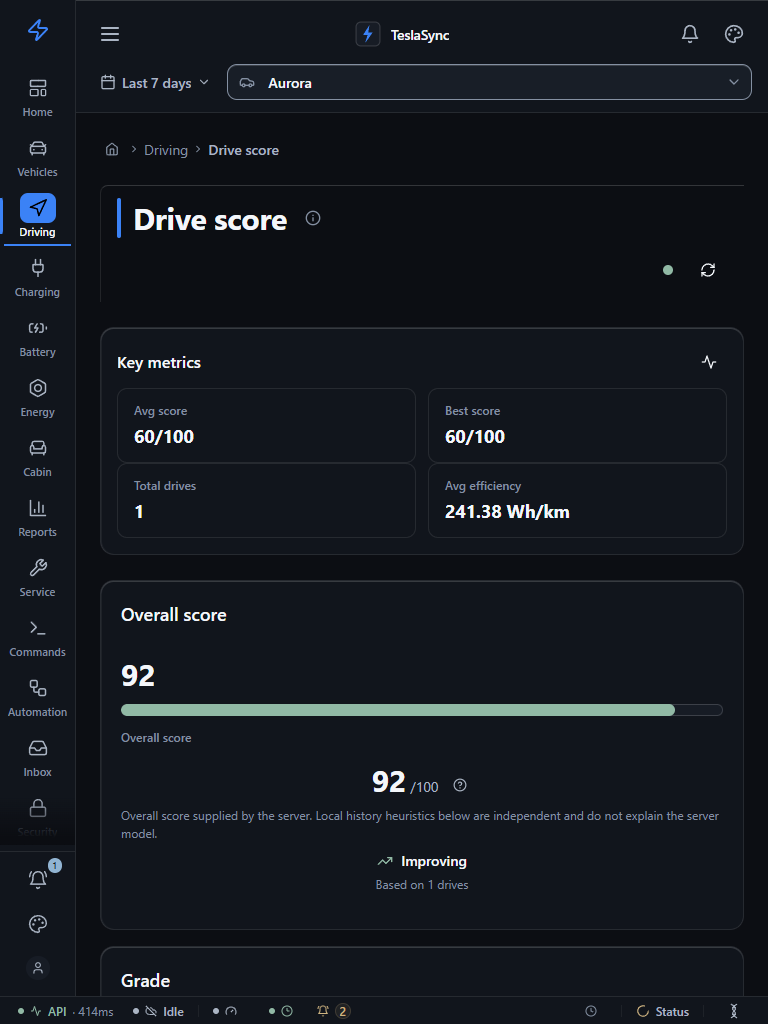 TeslaSync
Last 7 days
Aurora
Home
Vehicles
Driving
Charging
Battery
Energy
Cabin
Reports
Service
Commands
Automation
Inbox
Security
1
Driving
Drive score
Drive score
Key metrics
Avg score
60/100
Best score
60/100
Total drives
1
Avg efficiency
241.38 Wh/km
Overall score
92
Overall score
92 /100
Overall score supplied by the server. Local history heuristics below are independent and do not explain the server
model.
Improving
Based on 1 drives
Grade
API · 414ms
Idle
2
Status